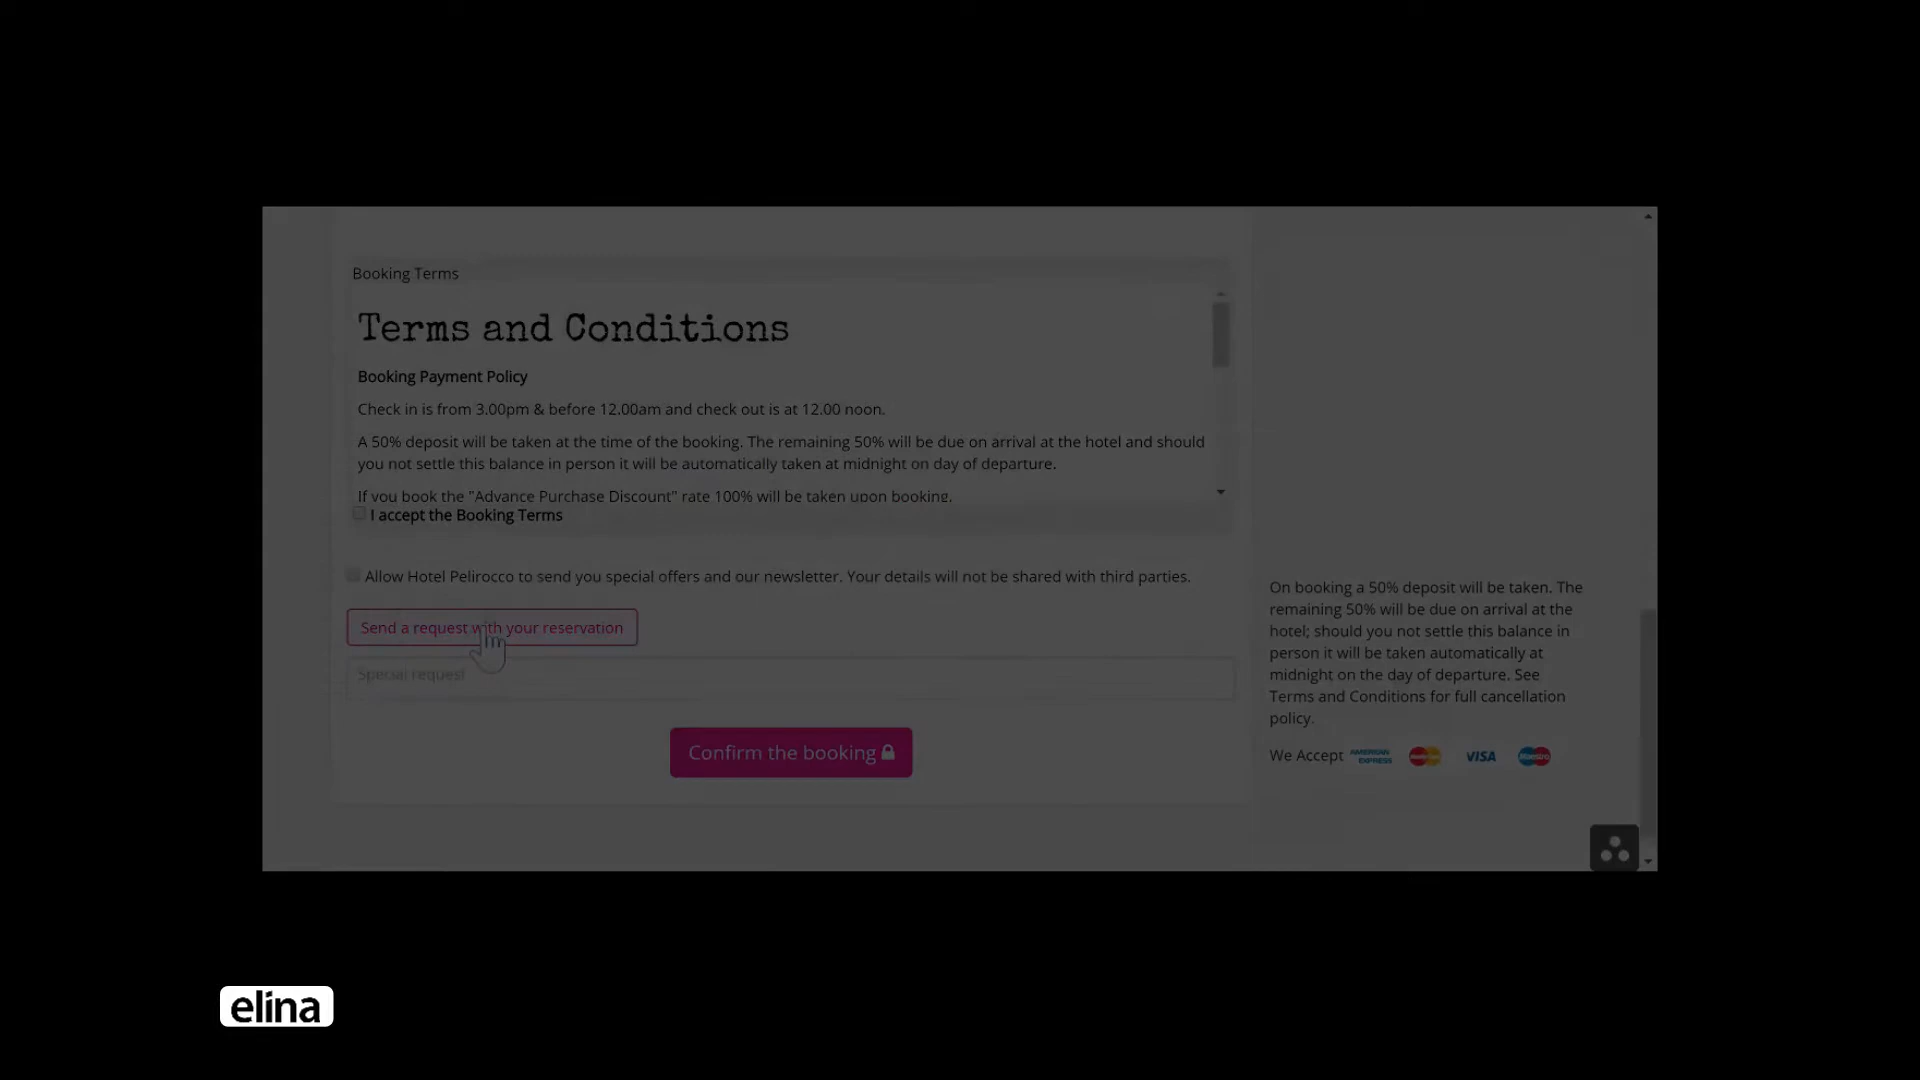 Booking Terms
Terms and Conditions
Booking Payment Policy
Check in is from 3.00pm & before 12.00am and check out is at 12.00 noon.
A 50% deposit will be taken at the time of the booking. The remaining 50% will be due on arrival at the hotel and should
you not settle this balance in person it will be automatically taken at midnight on day of departure.
If you book the "Advance Purchase Discount" rate 100% will be taken upon booking.
I accept the Booking Terms
Allow Hotel Pelirocco to send you special offers and our newsletter. Your details will not be shared with third parties.
Send a request with your reservation
Special request
Confirm the booking
On booking a 50% deposit will be taken. The
remaining 50% will be due on arrival at the
hotel; should you not settle this balance in
person it will be taken automatically at
midnight on the day of departure. See
Terms and Conditions for full cancellation
policy.
We Accept AMERICAN EXPRESS MasterCard VISA Maestro
elina